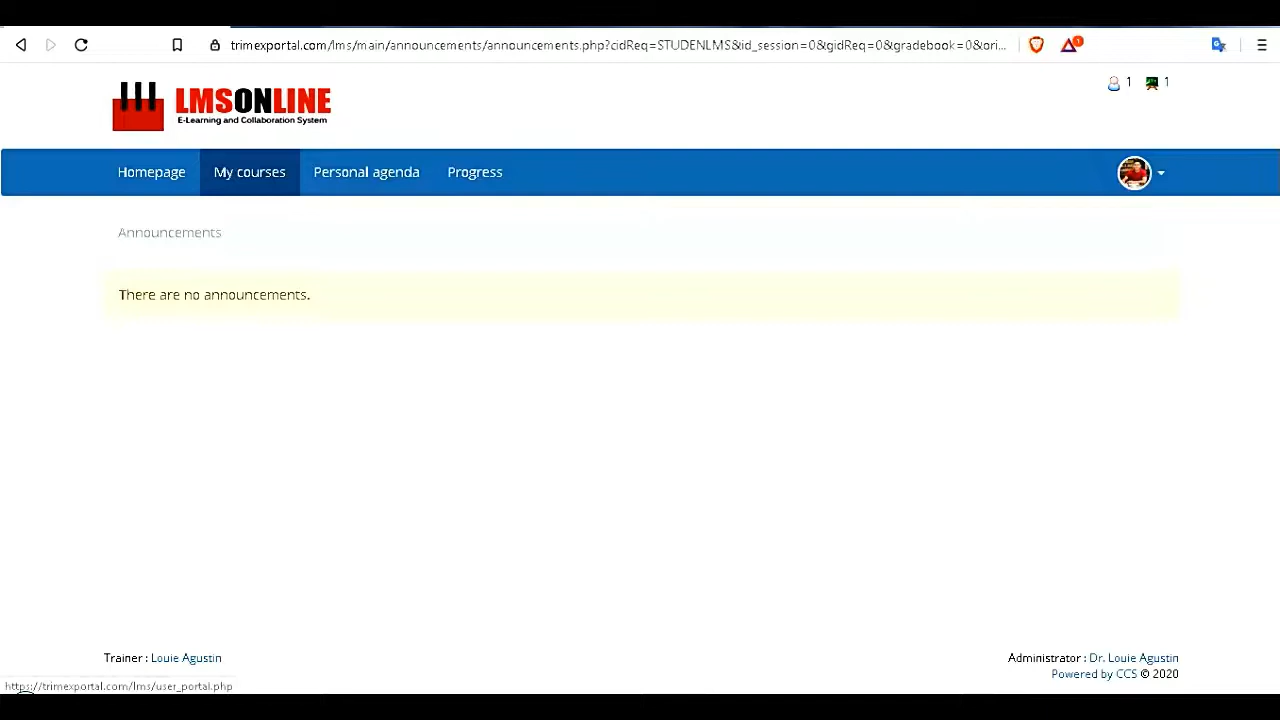 trimexportal.com/lms/main/announcements/announcements.php?cidReq=STUDENLMS&id_session=0&gidReq=0&gradebook=0&ori...
1
LMSONLINE
E-Learning and Collaboration System
1 1
Homepage My courses Personal agenda Progress
Announcements
There are no announcements.
Trainer : Louie Agustin
Administrator : Dr. Louie Agustin
Powered by CCS © 2020
https://trimexportal.com/lms/user_portal.php